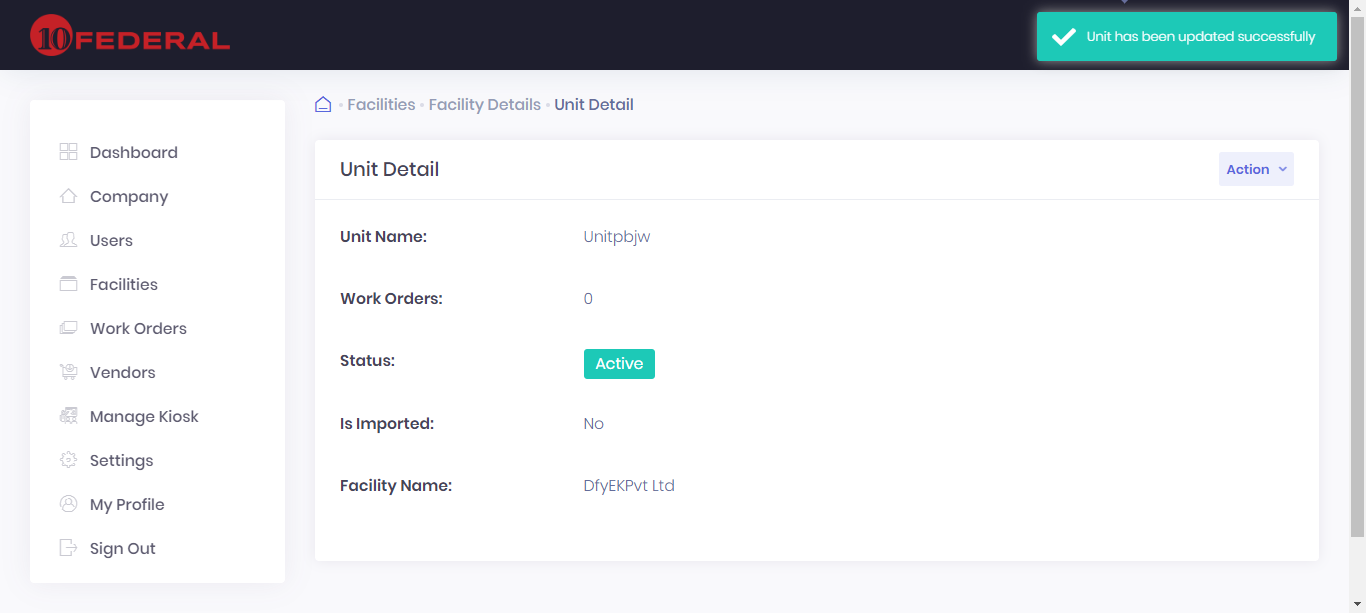 10FEDERAL
Unit has been updated successfully
Facilities Facility Details Unit Detail
Dashboard
Company
Users
Facilities
Work Orders
Vendors
Manage Kiosk
Settings
My Profile
Sign Out
Unit Detail
Action
Unit Name: Unitpbjw
Work Orders: 0
Status: Active
Is Imported: No
Facility Name: DfyEKPvt Ltd